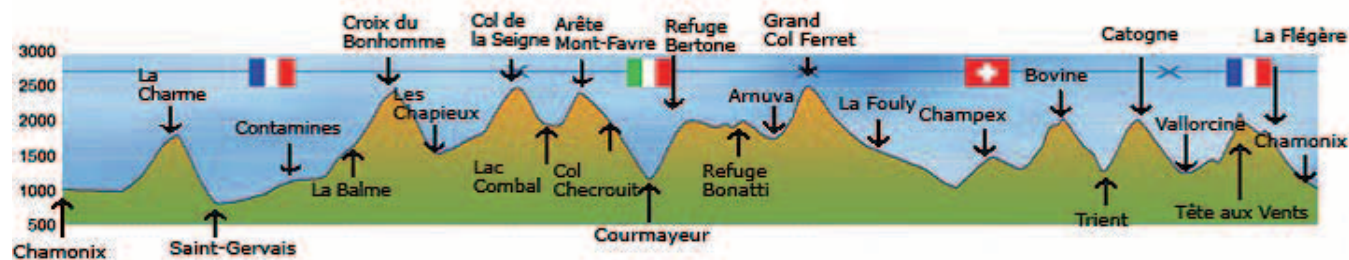 Croix du
Bonhomme
Col de
la Seigne
Arête
Mont-Favre
Refuge
Bertone
Grand
Col Ferret
Catogne
La Flégère
3000
2500
2000
1500
1000
500
La
Charme
Contamines
La Balme
Les
Chapieux
Lac
Combal
Col
Checrouit
Arnuva
Refuge
Bonatti
La Fouly
Champex
Bovine
Vallorcine
Chamonix
Chamonix
Saint-Gervais
Courmayeur
Trient
Tête aux Vents